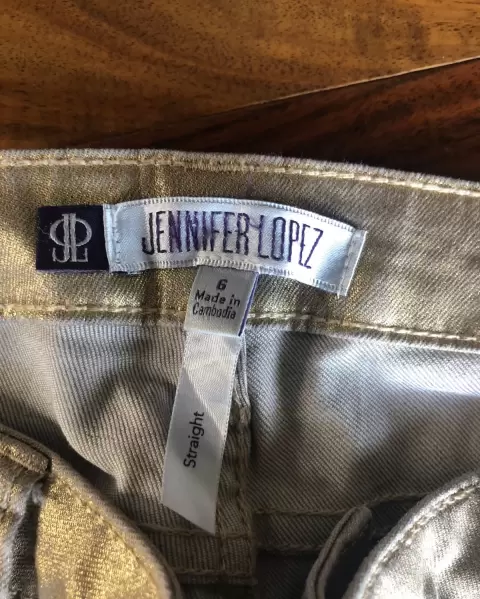 JL
JENNIFER LOPEZ
6
Made in
Cambodia
Straight